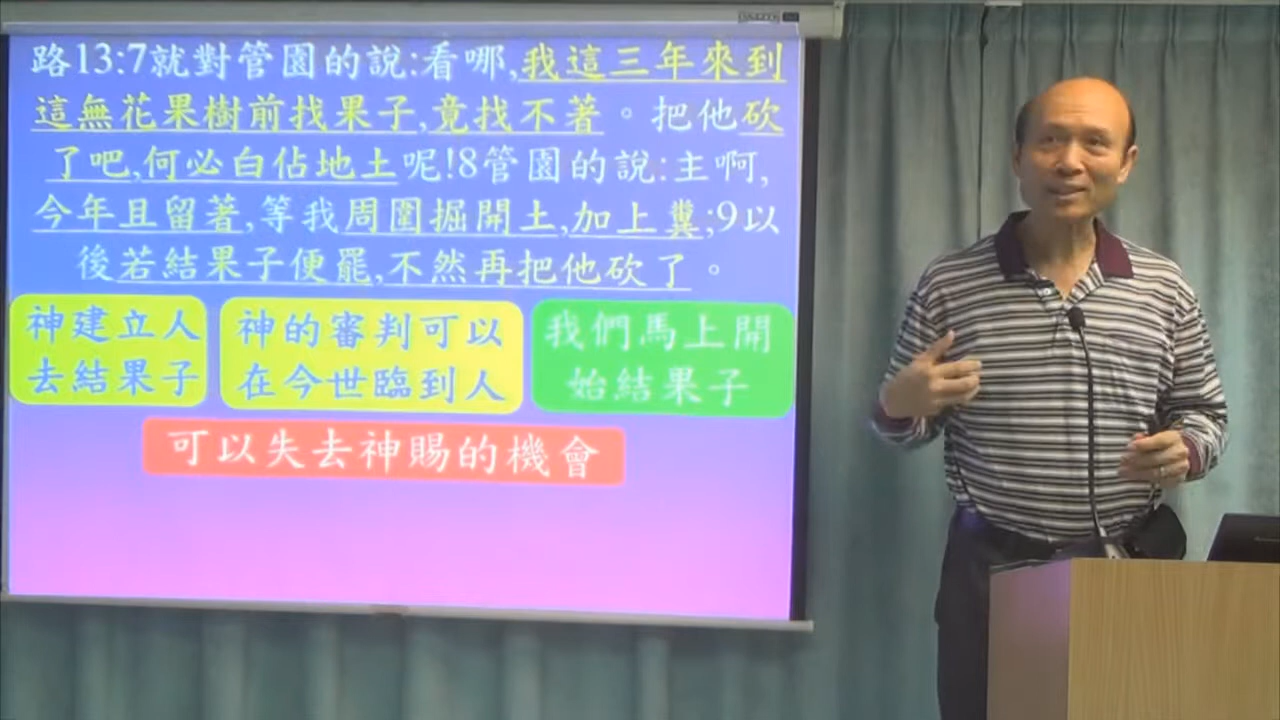 路13:7就對管園的說:看哪,我這三年來到
這無花果樹前找果子,竟找不著。把他砍
了吧,何必白佔地土呢!8管園的說:主啊,
今年且留著,等我周圍掘開土,加上糞;9以
後若結果子便罷,不然再把他砍了。
神建立人
去結果子
神的審判可以
在今世臨到人
我們馬上開
始結果子
可以失去神賜的機會